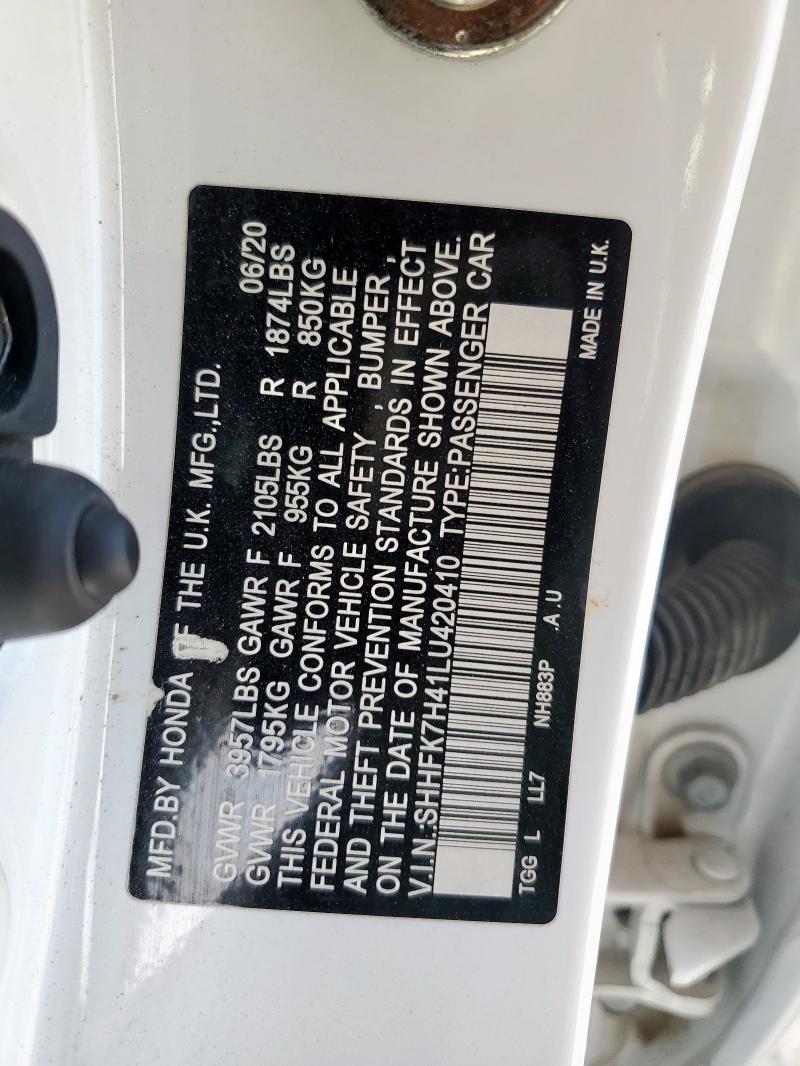 MFD.BY HONDA OF THE U.K. MFG.,LTD. 06/20
GVWR 3957LBS GAWR F 2105LBS R 1874LBS
GVWR 1795KG GAWR F 955KG R 850KG
THIS VEHICLE CONFORMS TO ALL APPLICABLE
FEDERAL MOTOR VEHICLE SAFETY , BUMPER ,
AND THEFT PREVENTION STANDARDS IN EFFECT
ON THE DATE OF MANUFACTURE SHOWN ABOVE.
V.I.N.:SHHFK7H41LU420410 TYPE:PASSENGER CAR
TGG L LL7 NH883P .A .U MADE IN U.K.